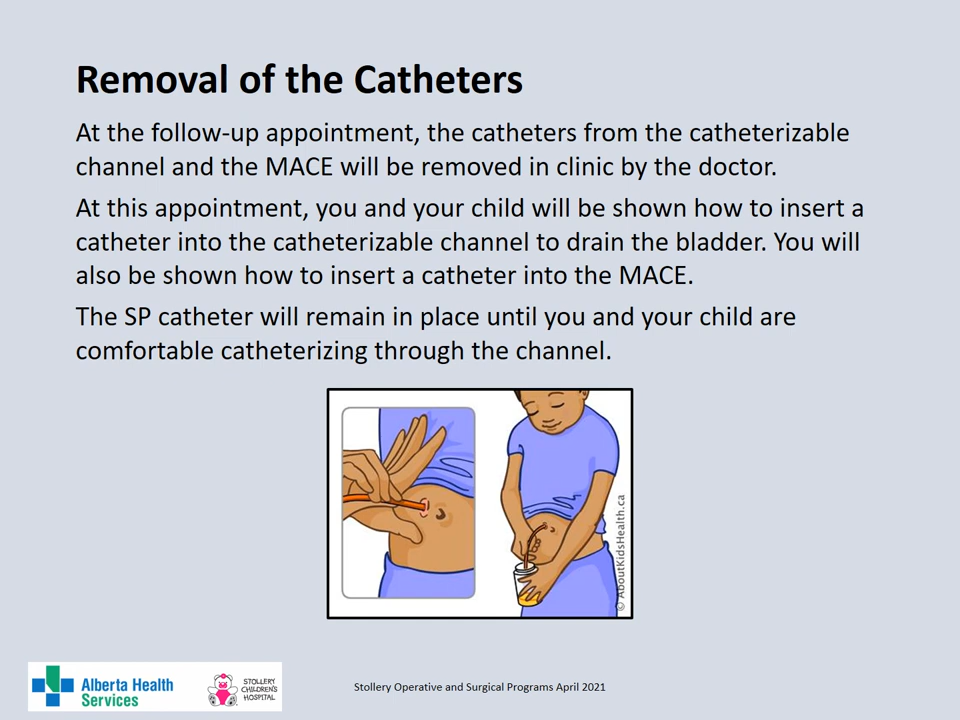 Removal of the Catheters
At the follow-up appointment, the catheters from the catheterizable
channel and the MACE will be removed in clinic by the doctor.
At this appointment, you and your child will be shown how to insert a
catheter into the catheterizable channel to drain the bladder. You will
also be shown how to insert a catheter into the MACE.
The SP catheter will remain in place until you and your child are
comfortable catheterizing through the channel.
© AboutKidsHealth.ca
Alberta Health
Services
STOLLERY
CHILDREN'S
HOSPITAL
Stollery Operative and Surgical Programs April 2021